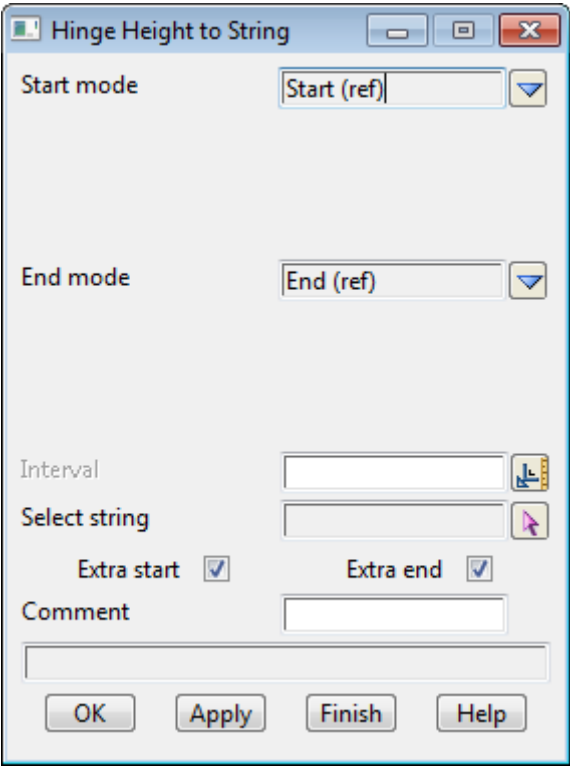 Hinge Height to String
Start mode Start (ref)
End mode End (ref)
Interval
Select string
Extra start Extra end
Comment
OK Apply Finish Help